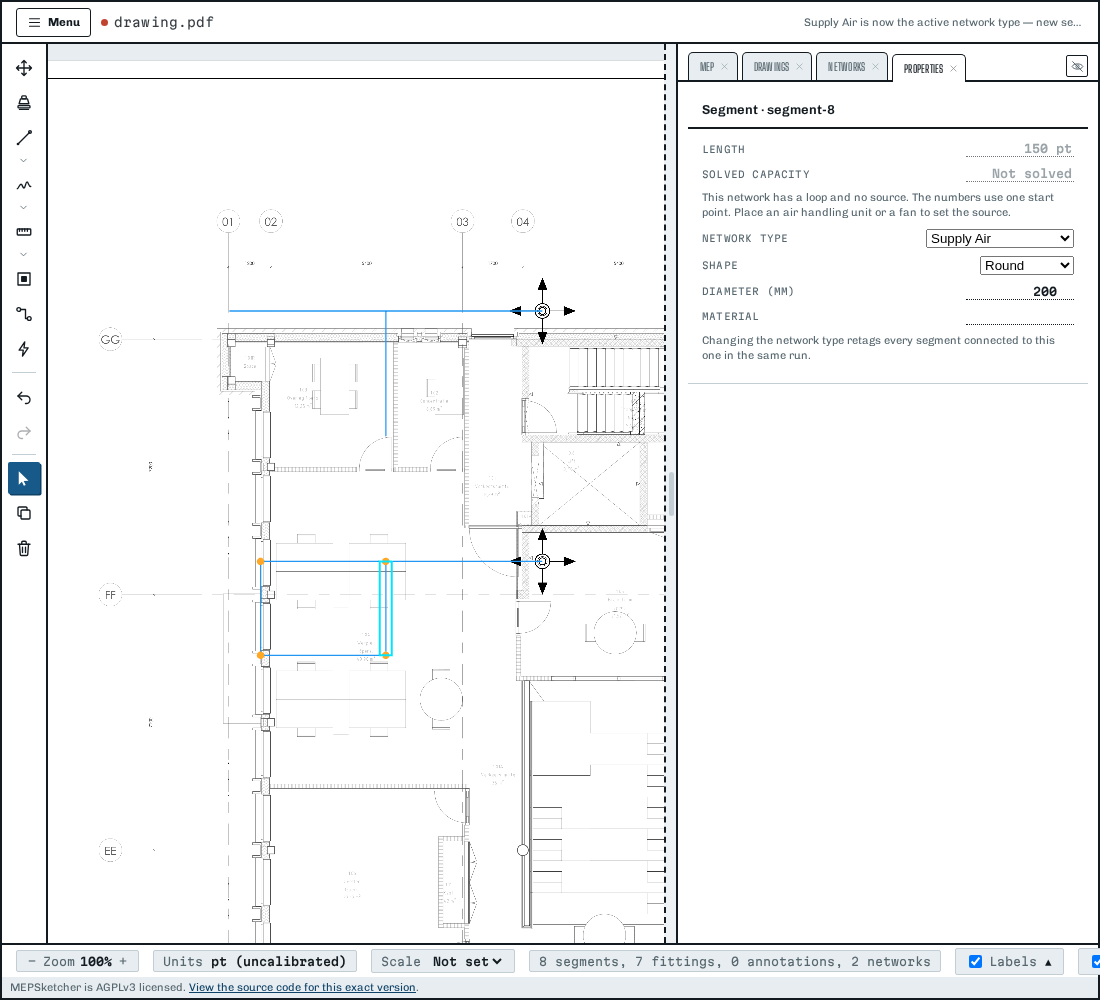 Menu
drawing.pdf
Supply Air is now the active network type — new se…
MEP
DRAWINGS
NETWORKS
PROPERTIES
Segment · segment-8
LENGTH 150 pt
SOLVED CAPACITY Not solved
This network has a loop and no source. The numbers use one start
point. Place an air handling unit or a fan to set the source.
NETWORK TYPE Supply Air
SHAPE Round
DIAMETER (MM) 200
MATERIAL
Changing the network type retags every segment connected to this
one in the same run.
01 02 03 04
GG
FF
EE
− Zoom 100% +
Units pt (uncalibrated)
Scale Not set
8 segments, 7 fittings, 0 annotations, 2 networks
Labels ▲
MEPSketcher is AGPLv3 licensed. View the source code for this exact version.